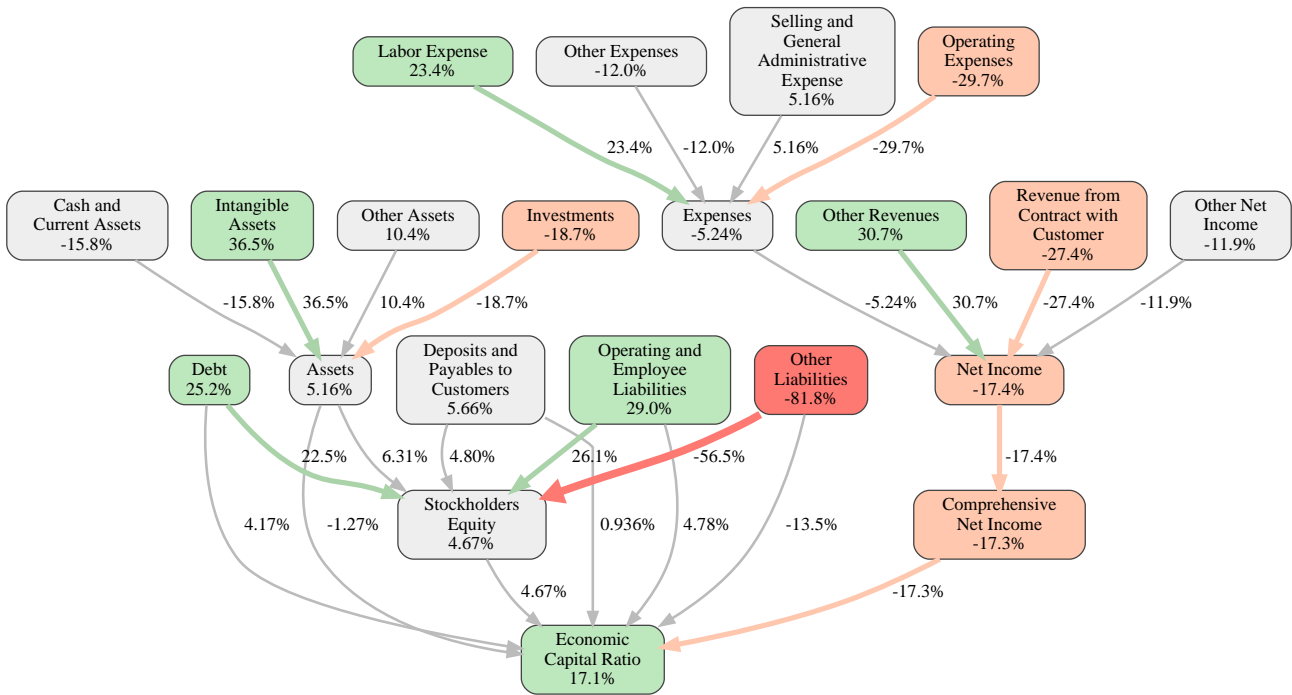 Labor Expense
23.4%
Other Expenses
-12.0%
Selling and
General
Administrative
Expense
5.16%
Operating
Expenses
-29.7%
23.4%
-12.0%
5.16%
-29.7%
Cash and
Current Assets
-15.8%
Intangible
Assets
36.5%
Other Assets
10.4%
Investments
-18.7%
Expenses
-5.24%
Other Revenues
30.7%
Revenue from
Contract with
Customer
-27.4%
Other Net
Income
-11.9%
-15.8%
36.5%
10.4%
-18.7%
-5.24%
30.7%
-27.4%
-11.9%
Debt
25.2%
Assets
5.16%
Deposits and
Payables to
Customers
5.66%
Operating and
Employee
Liabilities
29.0%
Other
Liabilities
-81.8%
Net Income
-17.4%
22.5%
6.31%
4.80%
26.1%
-56.5%
-17.4%
Stockholders
Equity
4.67%
Comprehensive
Net Income
-17.3%
4.17%
-1.27%
0.936%
4.78%
-13.5%
4.67%
-17.3%
Economic
Capital Ratio
17.1%